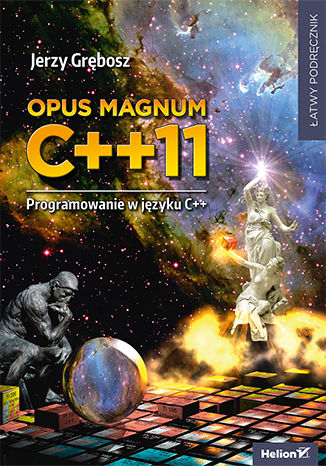 Jerzy Grębosz
ŁATWY PODRĘCZNIK
OPUS MAGNUM
C++11
Programowanie w języku C++
Helion